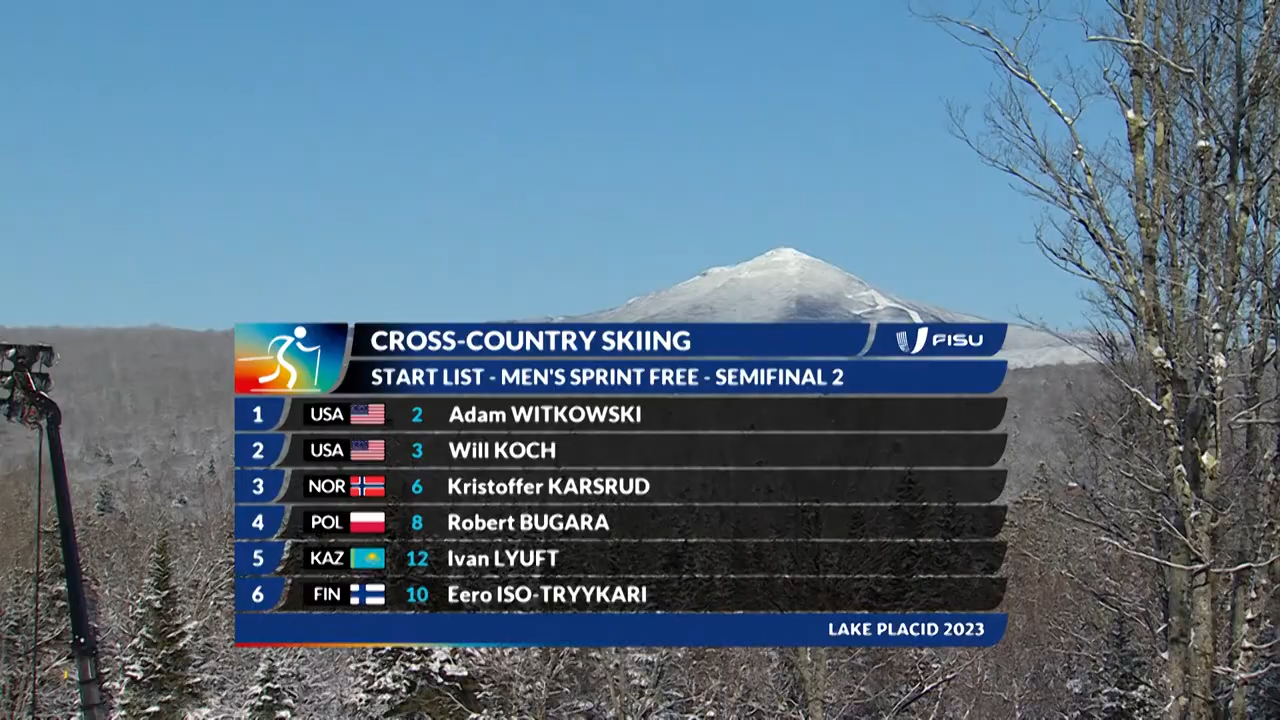 CROSS-COUNTRY SKIING FISU
START LIST - MEN'S SPRINT FREE - SEMIFINAL 2
1 USA 2 Adam WITKOWSKI
2 USA 3 Will KOCH
3 NOR 6 Kristoffer KARSRUD
4 POL 8 Robert BUGARA
5 KAZ 12 Ivan LYUFT
6 FIN 10 Eero ISO-TRYYKARI
LAKE PLACID 2023